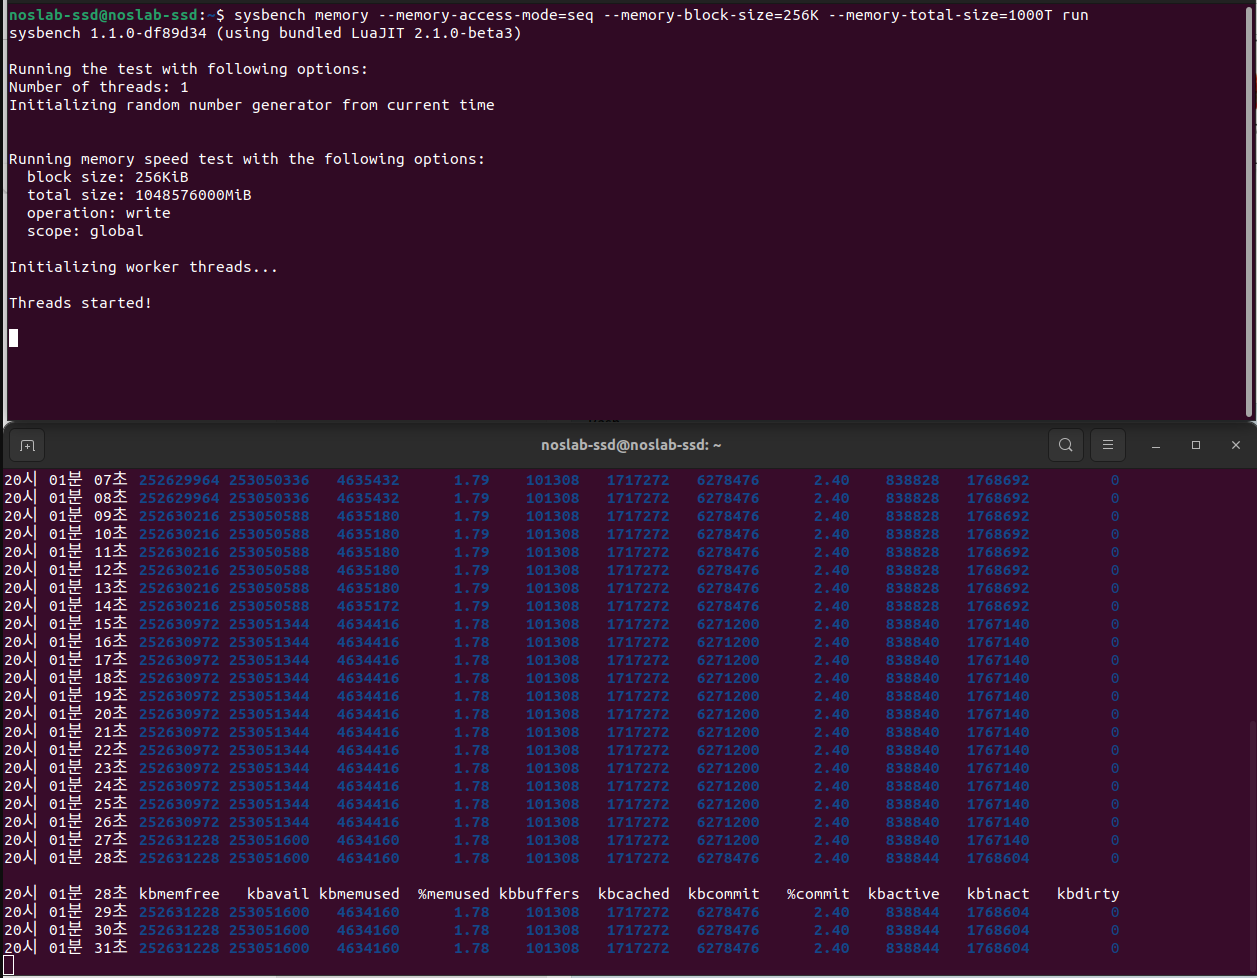 noslab-ssd@noslab-ssd:~$ sysbench memory --memory-access-mode=seq --memory-block-size=256K --memory-total-size=1000T run
sysbench 1.1.0-df89d34 (using bundled LuaJIT 2.1.0-beta3)
Running the test with following options:
Number of threads: 1
Initializing random number generator from current time
Running memory speed test with the following options:
block size: 256KiB
total size: 1048576000MiB
operation: write
scope: global
Initializing worker threads...
Threads started!
noslab-ssd@noslab-ssd: ~
20시 01분 07초 252629964 253050336 4635432 1.79 101308 1717272 6278476 2.40 838828 1768692 0
20시 01분 08초 252629964 253050336 4635432 1.79 101308 1717272 6278476 2.40 838828 1768692 0
20시 01분 09초 252630216 253050588 4635180 1.79 101308 1717272 6278476 2.40 838828 1768692 0
20시 01분 10초 252630216 253050588 4635180 1.79 101308 1717272 6278476 2.40 838828 1768692 0
20시 01분 11초 252630216 253050588 4635180 1.79 101308 1717272 6278476 2.40 838828 1768692 0
20시 01분 12초 252630216 253050588 4635180 1.79 101308 1717272 6278476 2.40 838828 1768692 0
20시 01분 13초 252630216 253050588 4635180 1.79 101308 1717272 6278476 2.40 838828 1768692 0
20시 01분 14초 252630216 253050588 4635172 1.79 101308 1717272 6278476 2.40 838828 1768692 0
20시 01분 15초 252630972 253051344 4634416 1.78 101308 1717272 6271200 2.40 838840 1767140 0
20시 01분 16초 252630972 253051344 4634416 1.78 101308 1717272 6271200 2.40 838840 1767140 0
20시 01분 17초 252630972 253051344 4634416 1.78 101308 1717272 6271200 2.40 838840 1767140 0
20시 01분 18초 252630972 253051344 4634416 1.78 101308 1717272 6271200 2.40 838840 1767140 0
20시 01분 19초 252630972 253051344 4634416 1.78 101308 1717272 6271200 2.40 838840 1767140 0
20시 01분 20초 252630972 253051344 4634416 1.78 101308 1717272 6271200 2.40 838840 1767140 0
20시 01분 21초 252630972 253051344 4634416 1.78 101308 1717272 6271200 2.40 838840 1767140 0
20시 01분 22초 252630972 253051344 4634416 1.78 101308 1717272 6271200 2.40 838840 1767140 0
20시 01분 23초 252630972 253051344 4634416 1.78 101308 1717272 6271200 2.40 838840 1767140 0
20시 01분 24초 252630972 253051344 4634416 1.78 101308 1717272 6271200 2.40 838840 1767140 0
20시 01분 25초 252630972 253051344 4634416 1.78 101308 1717272 6271200 2.40 838840 1767140 0
20시 01분 26초 252630972 253051344 4634416 1.78 101308 1717272 6271200 2.40 838840 1767140 0
20시 01분 27초 252631228 253051600 4634160 1.78 101308 1717272 6271200 2.40 838840 1767140 0
20시 01분 28초 252631228 253051600 4634160 1.78 101308 1717272 6278476 2.40 838844 1768604 0
20시 01분 28초 kbmemfree kbavail kbmemused %memused kbbuffers kbcached kbcommit %commit kbactive kbinact kbdirty
20시 01분 29초 252631228 253051600 4634160 1.78 101308 1717272 6278476 2.40 838844 1768604 0
20시 01분 30초 252631228 253051600 4634160 1.78 101308 1717272 6278476 2.40 838844 1768604 0
20시 01분 31초 252631228 253051600 4634160 1.78 101308 1717272 6278476 2.40 838844 1768604 0